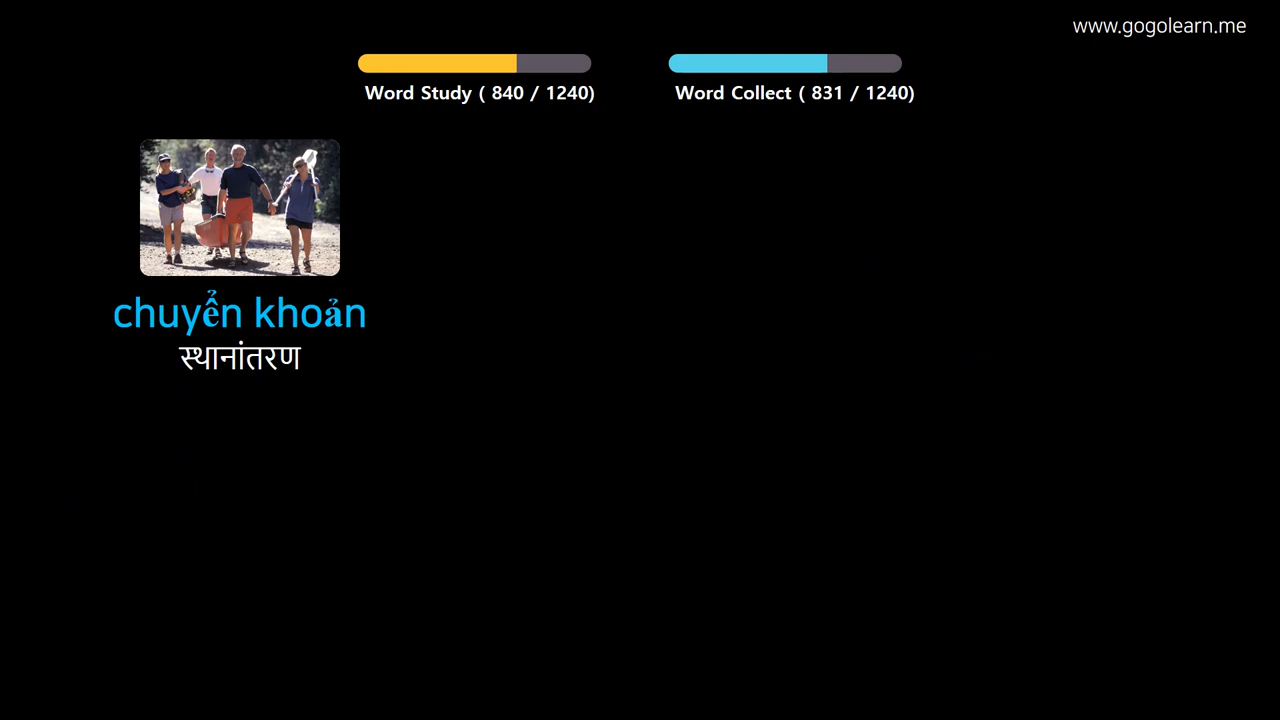 www.gogolearn.me
Word Study ( 840 / 1240)
Word Collect ( 831 / 1240)
chuyển khoản
स्थानांतरण